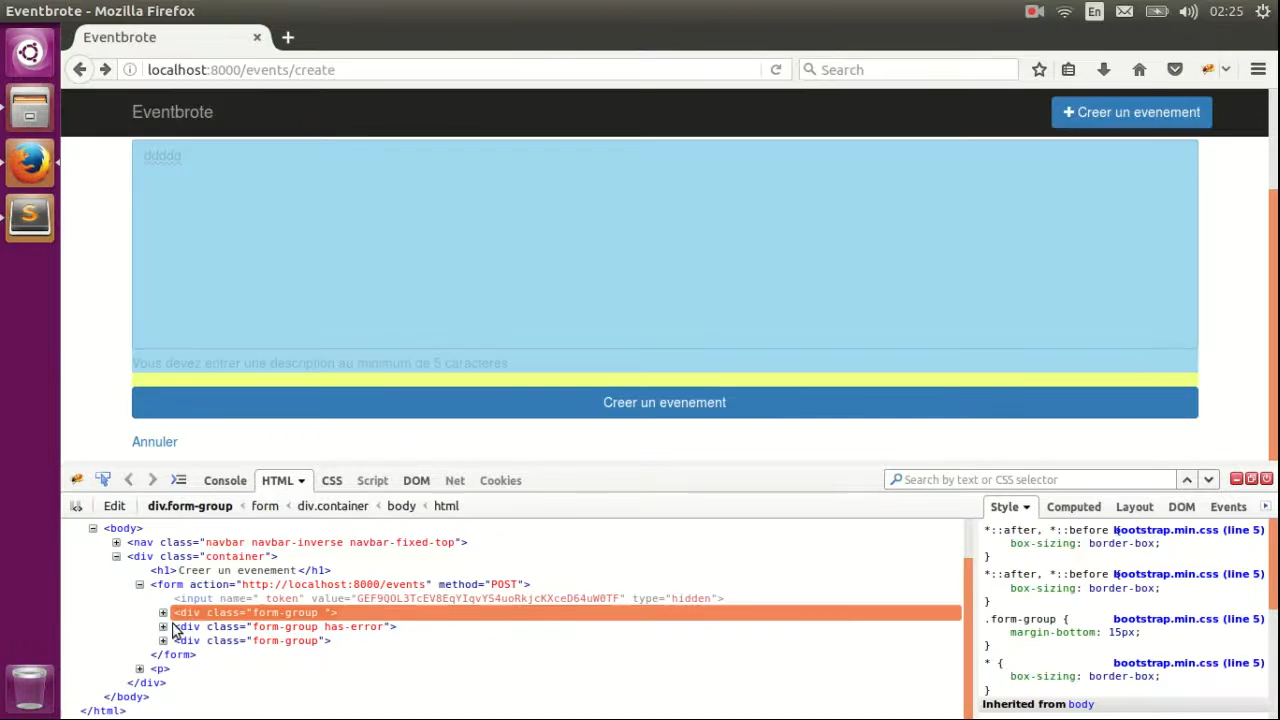 Eventbrote - Mozilla Firefox
En
02:25
Eventbrote
localhost:8000/events/create
Search
Eventbrote
Creer un evenement
ddddd
Vous devez entrer une description au minimum de 5 caracteres
Creer un evenement
Annuler
Console HTML CSS Script DOM Net Cookies
Search by text or CSS selector
Edit div.form-group < form < div.container < body < html
Style Computed Layout DOM Events
<body>
<nav class="navbar navbar-inverse navbar-fixed-top">
<div class="container">
<h1>Creer un evenement</h1>
<form action="http://localhost:8000/events" method="POST">
<input name="_token" value="GEF9QOL3TcEV8EqYIqvYS4uoRkjcKXceD64uW0TF" type="hidden">
<div class="form-group ">
<div class="form-group has-error">
<div class="form-group">
</form>
<p>
</div>
</body>
</html>
*::after, *::before { bootstrap.min.css (line 5)
box-sizing: border-box;
}
*::after, *::before { bootstrap.min.css (line 5)
box-sizing: border-box;
}
.form-group { bootstrap.min.css (line 5)
margin-bottom: 15px;
}
* { bootstrap.min.css (line 5)
box-sizing: border-box;
}
Inherited from body